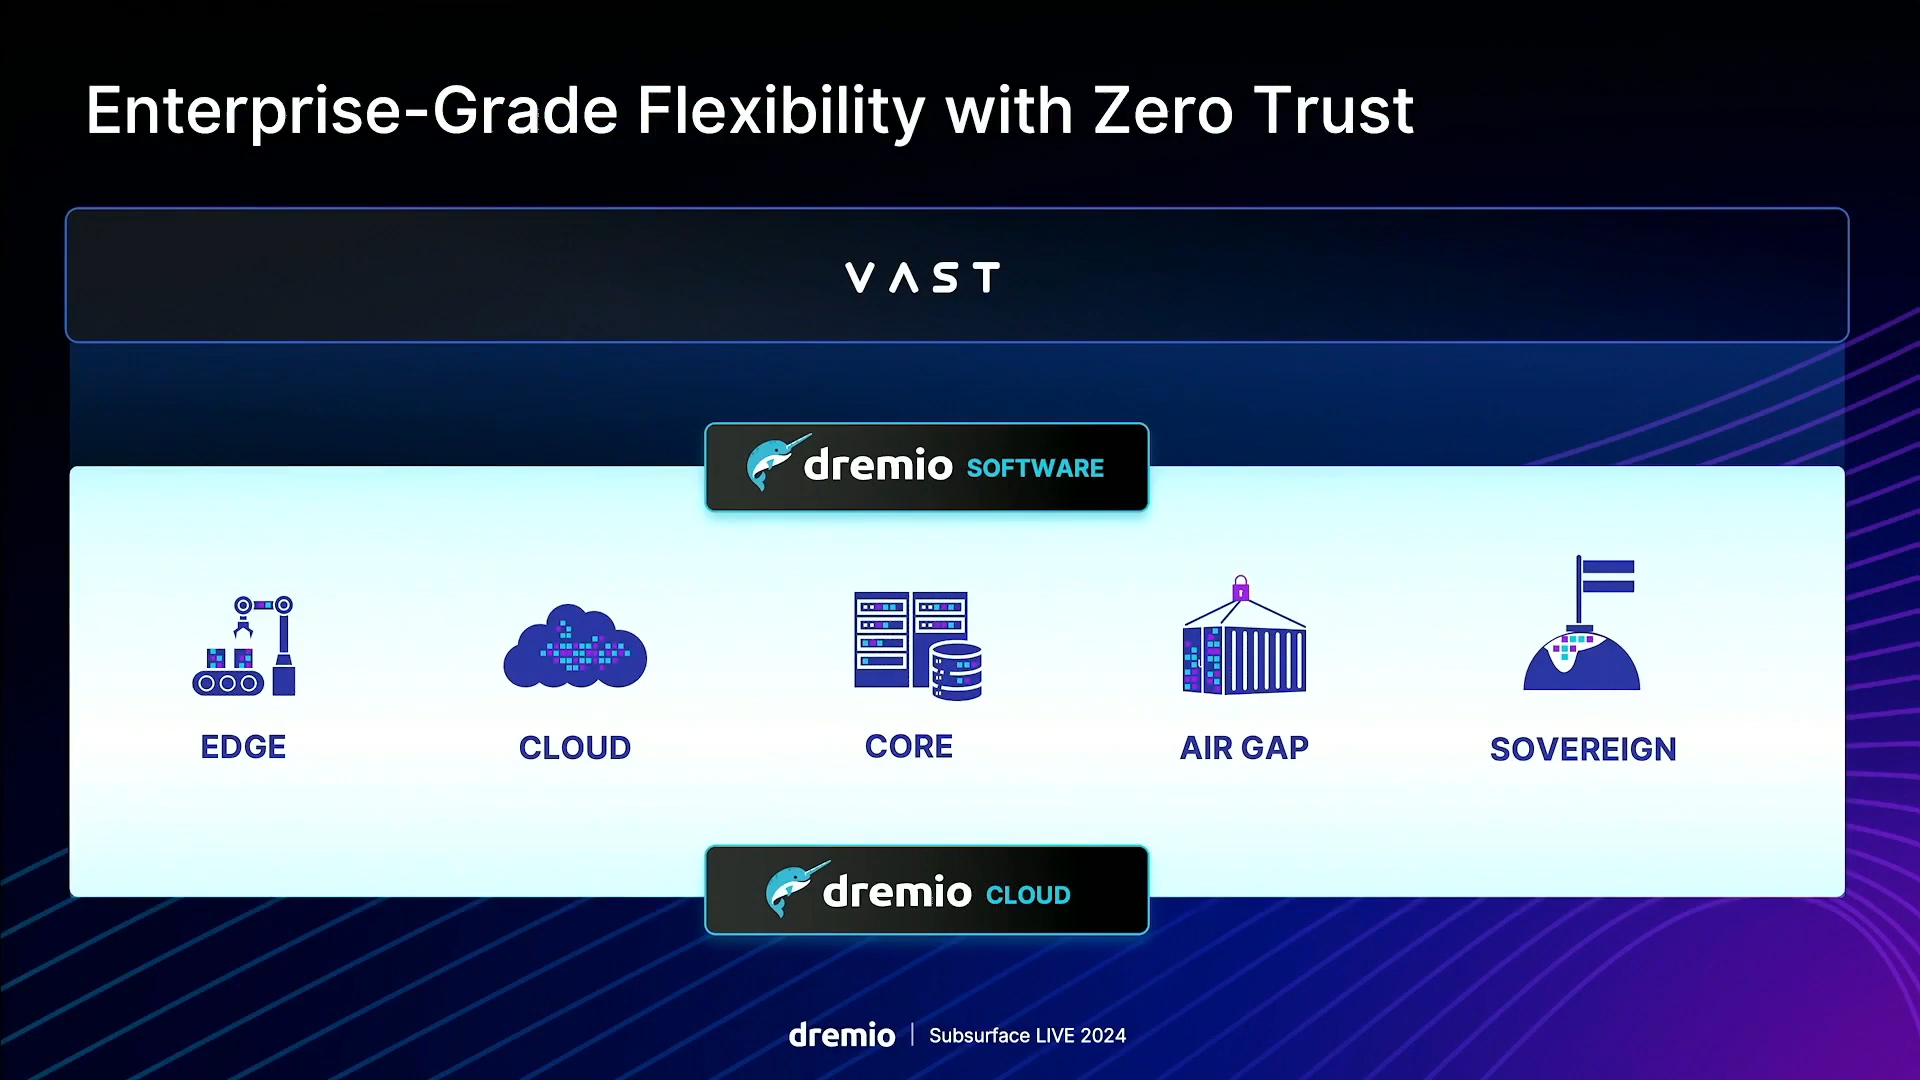 Enterprise-Grade Flexibility with Zero Trust
VAST
dremio SOFTWARE
EDGE
CLOUD
CORE
AIR GAP
SOVEREIGN
dremio CLOUD
dremio | Subsurface LIVE 2024